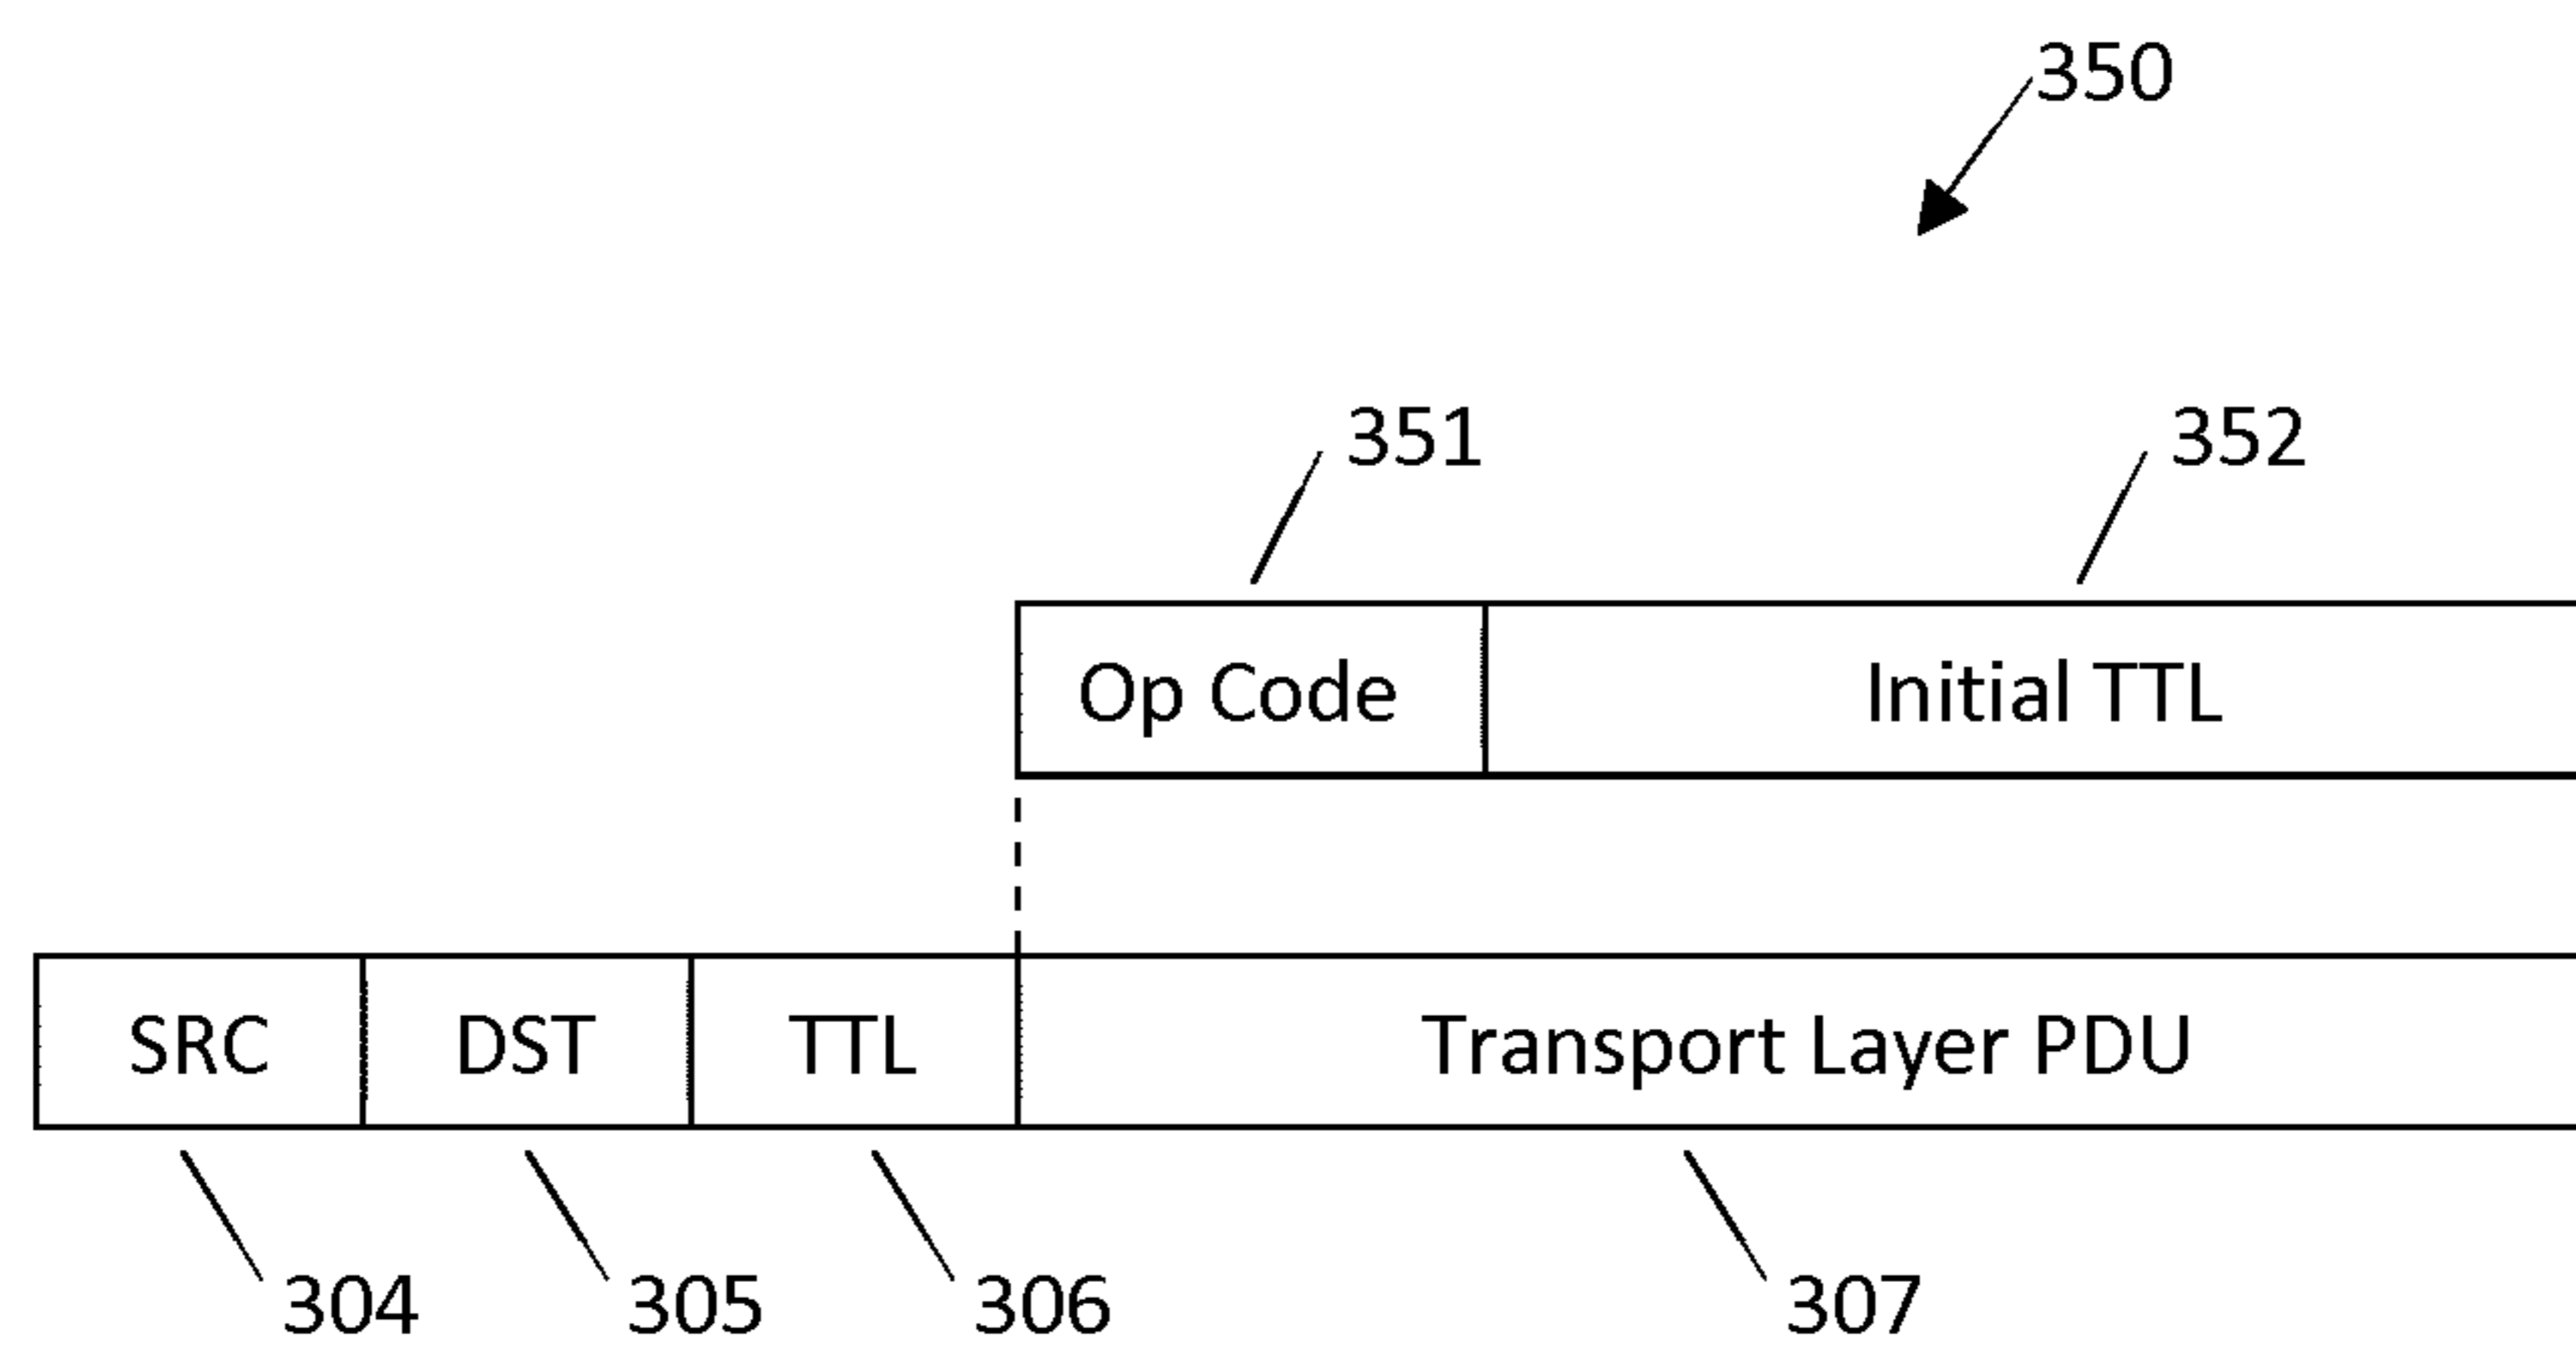 350
351 352
Op Code Initial TTL
SRC DST TTL Transport Layer PDU
304 305 306 307